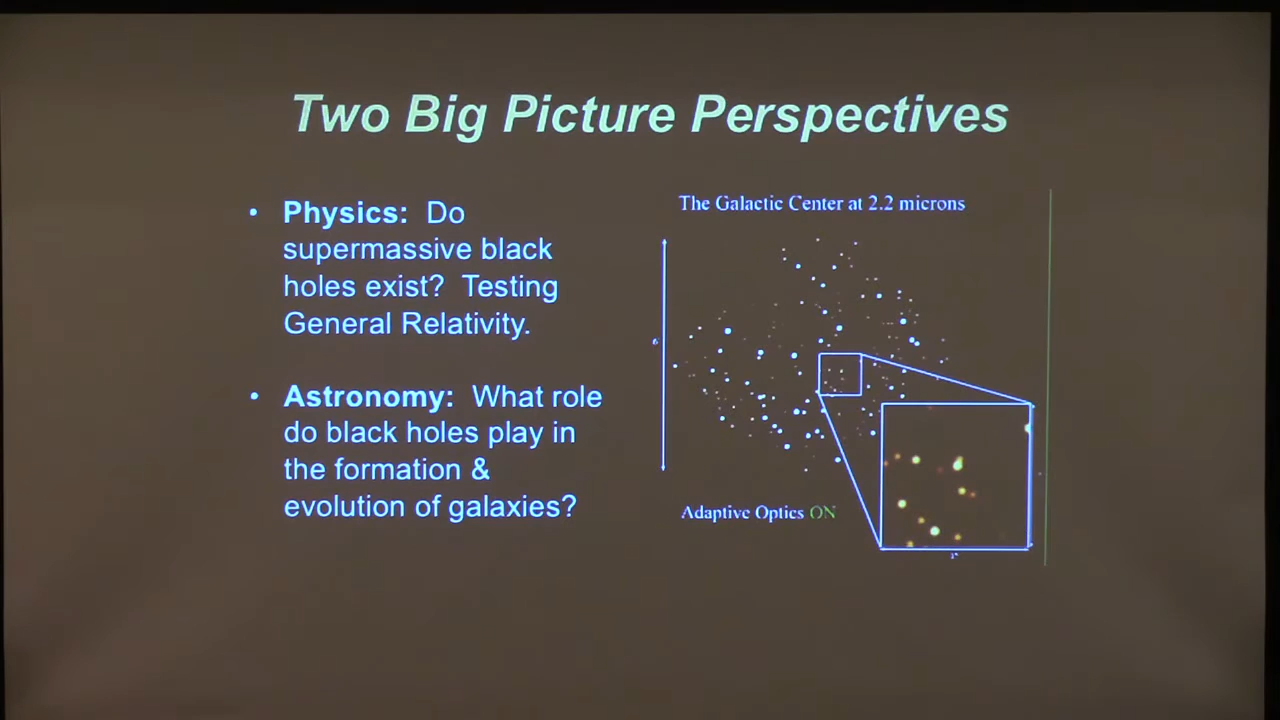 Two Big Picture Perspectives
• Physics: Do
supermassive black
holes exist? Testing
General Relativity.
• Astronomy: What role
do black holes play in
the formation &
evolution of galaxies?
The Galactic Center at 2.2 microns
Adaptive Optics ON